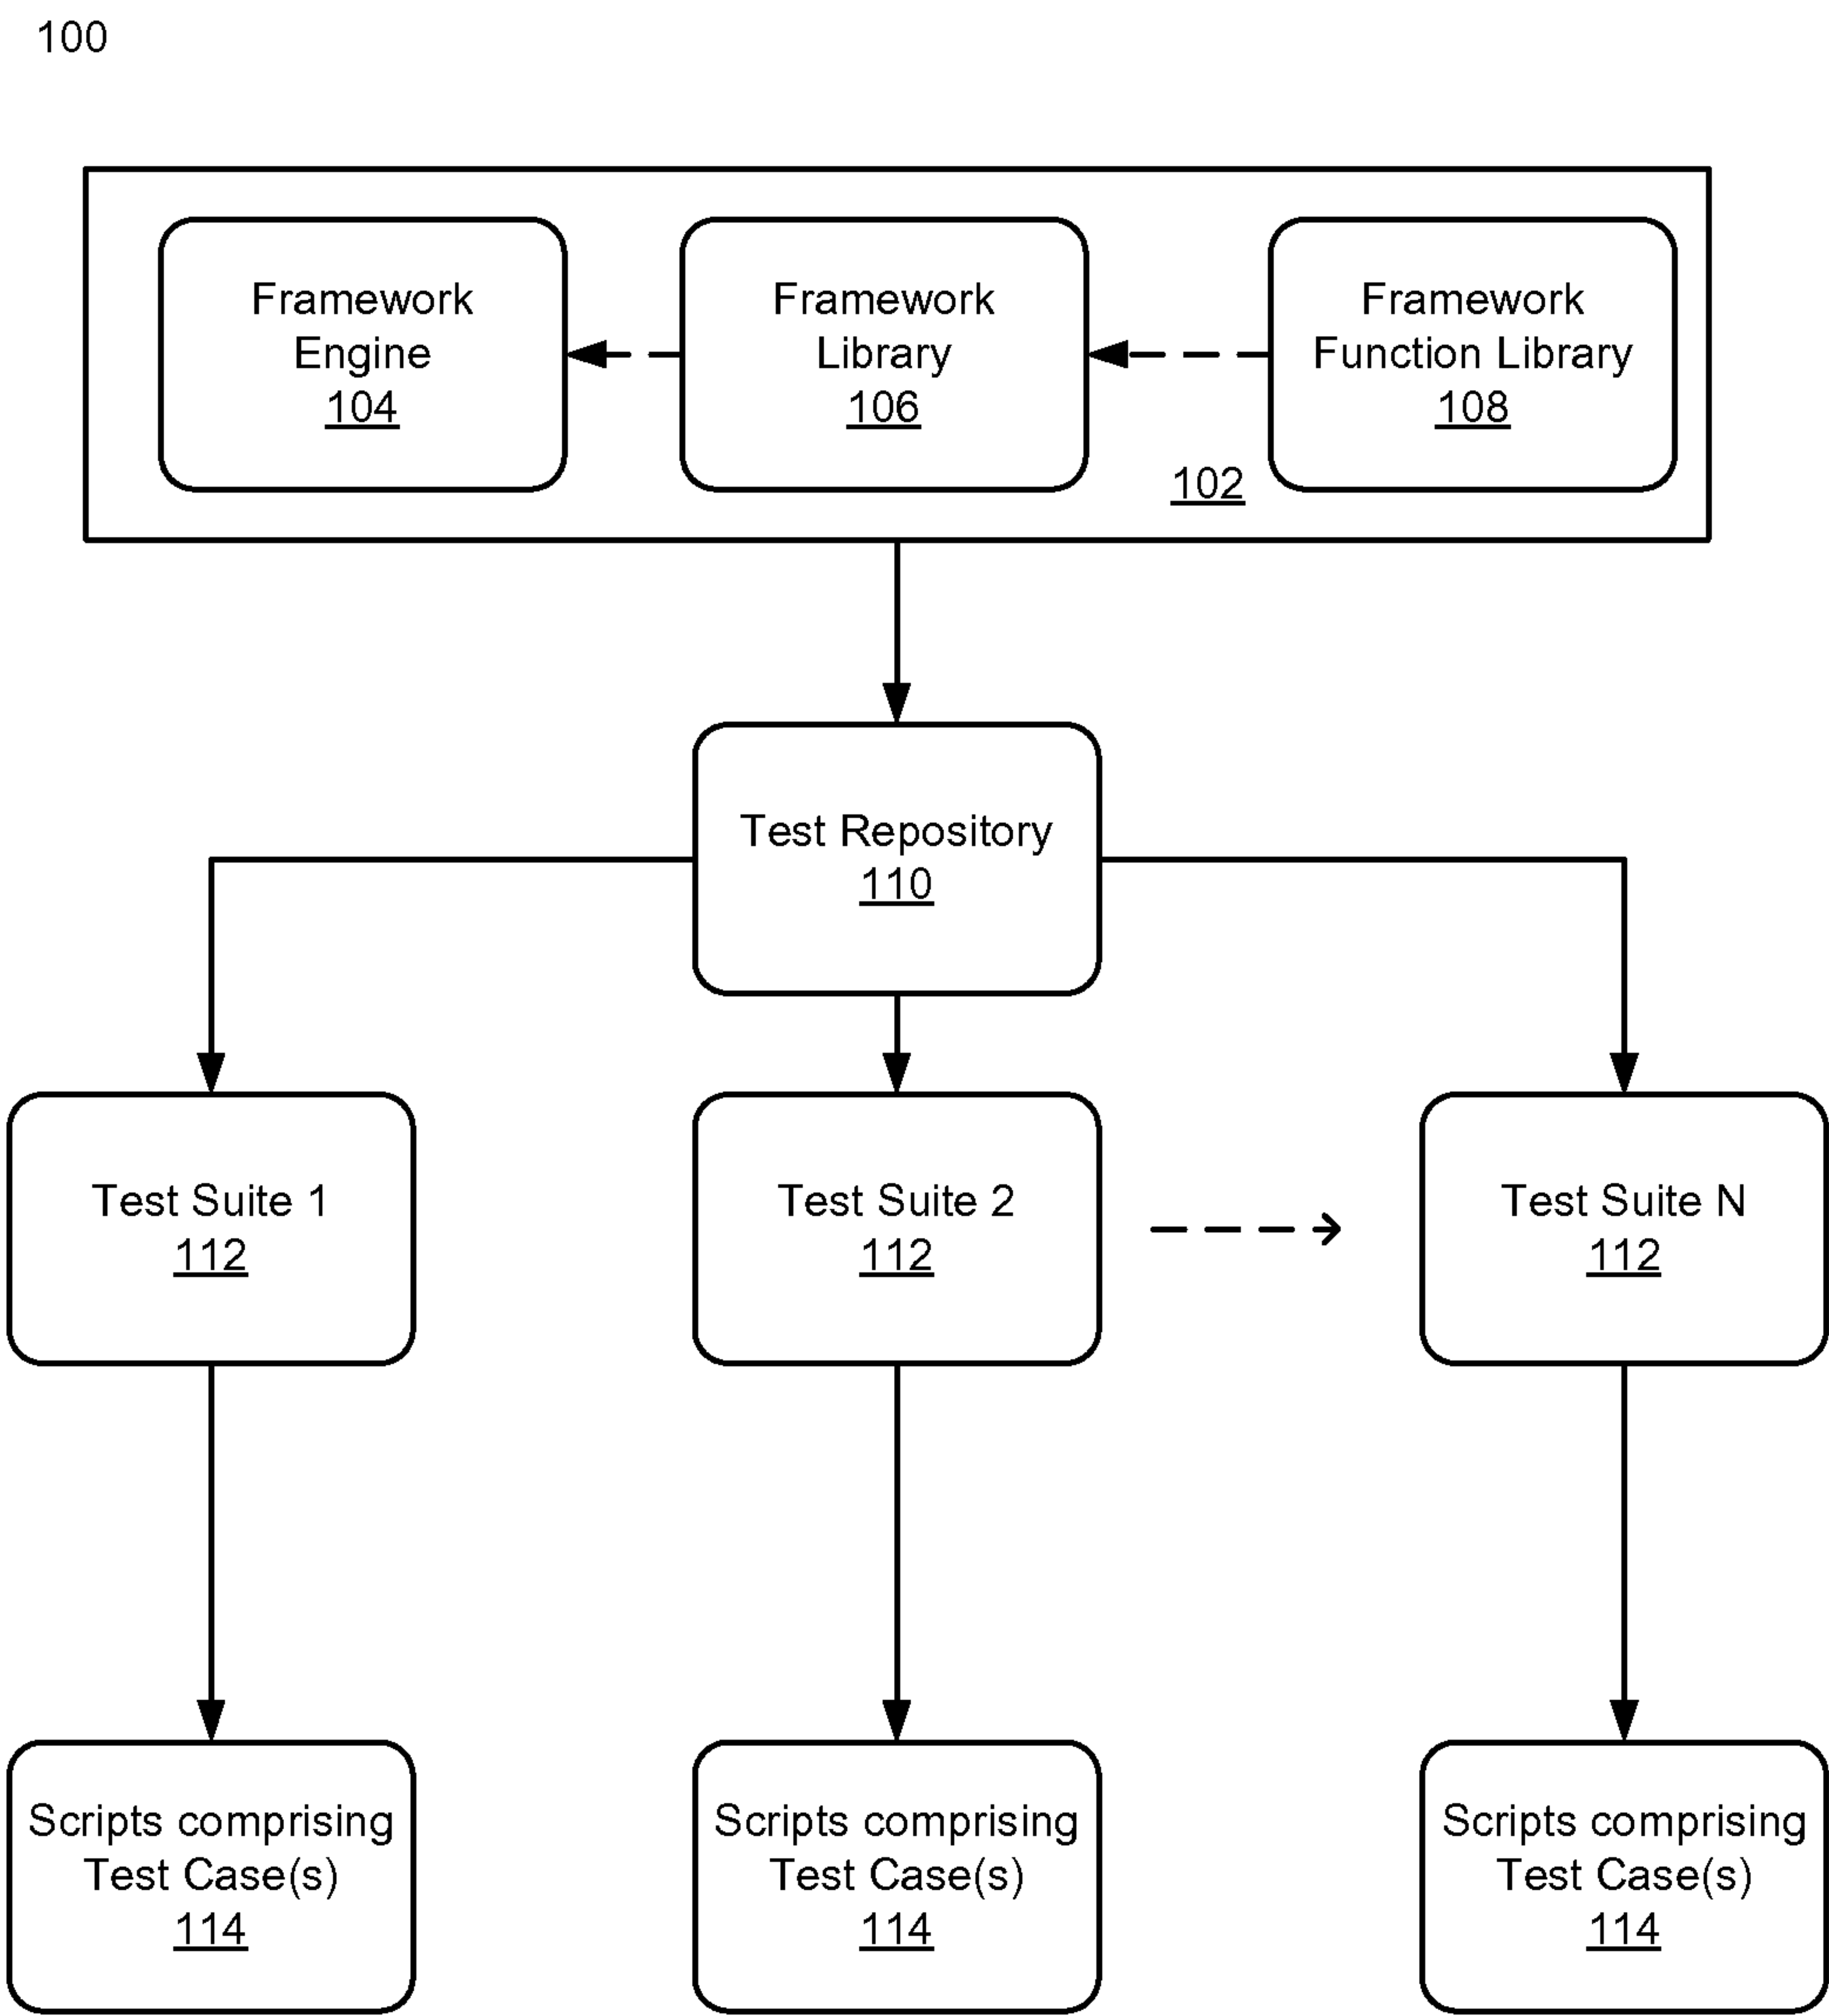 100
Framework
Engine
104
Framework
Library
106
Framework
Function Library
108
102
Test Repository
110
Test Suite 1
112
Test Suite 2
112
Test Suite N
112
Scripts comprising
Test Case(s)
114
Scripts comprising
Test Case(s)
114
Scripts comprising
Test Case(s)
114